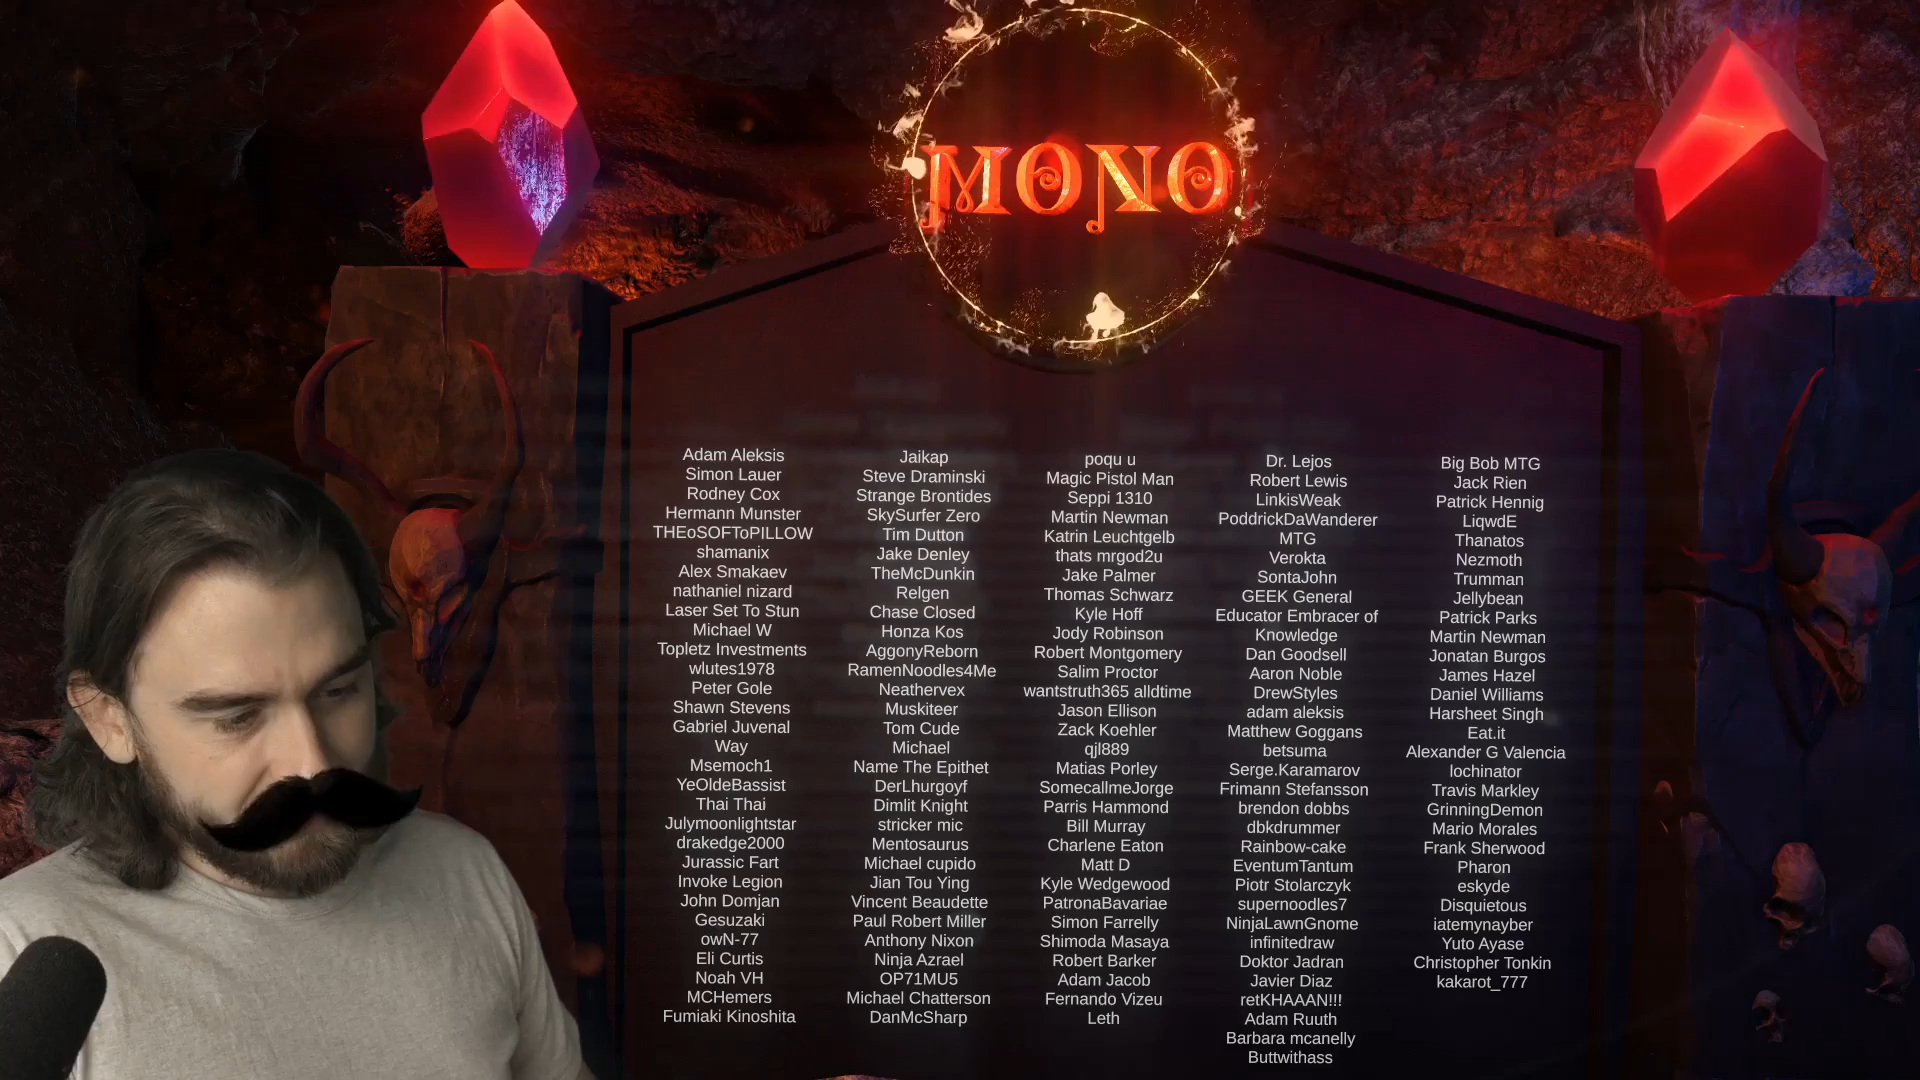 MONO
Adam Aleksis
Simon Lauer
Rodney Cox
Hermann Munster
THEoSOFToPILLOW
shamanix
Alex Smakaev
nathaniel nizard
Laser Set To Stun
Michael W
Topletz Investments
wlutes1978
Peter Gole
Shawn Stevens
Gabriel Juvenal
Way
Msemoch1
YeOldeBassist
Thai Thai
Julymoonlightstar
drakedge2000
Jurassic Fart
Invoke Legion
John Domjan
Gesuzaki
owN-77
Eli Curtis
Noah VH
MCHemers
Fumiaki Kinoshita
Jaikap
Steve Draminski
Strange Brontides
SkySurfer Zero
Tim Dutton
Jake Denley
TheMcDunkin
Relgen
Chase Closed
Honza Kos
AggonyReborn
RamenNoodles4Me
Neathervex
Muskiteer
Tom Cude
Michael
Name The Epithet
DerLhurgoyf
Dimlit Knight
stricker mic
Mentosaurus
Michael cupido
Jian Tou Ying
Vincent Beaudette
Paul Robert Miller
Anthony Nixon
Ninja Azrael
OP71MU5
Michael Chatterson
DanMcSharp
poqu u
Magic Pistol Man
Seppi 1310
Martin Newman
Katrin Leuchtgelb
thats mrgod2u
Jake Palmer
Thomas Schwarz
Kyle Hoff
Jody Robinson
Robert Montgomery
Salim Proctor
wantstruth365 alldtime
Jason Ellison
Zack Koehler
qjl889
Matias Porley
SomecallmeJorge
Parris Hammond
Bill Murray
Charlene Eaton
Matt D
Kyle Wedgewood
PatronaBavariae
Simon Farrelly
Shimoda Masaya
Robert Barker
Adam Jacob
Fernando Vizeu
Leth
Dr. Lejos
Robert Lewis
LinkisWeak
PoddrickDaWanderer
MTG
Verokta
SontaJohn
GEEK General
Educator Embracer of
Knowledge
Dan Goodsell
Aaron Noble
DrewStyles
adam aleksis
Matthew Goggans
betsuma
Serge.Karamarov
Frimann Stefansson
brendon dobbs
dbkdrummer
Rainbow-cake
EventumTantum
Piotr Stolarczyk
supernoodles7
NinjaLawnGnome
infinitedraw
Doktor Jadran
Javier Diaz
retKHAAAN!!!
Adam Ruuth
Barbara mcanelly
Buttwithass
Big Bob MTG
Jack Rien
Patrick Hennig
LiqwdE
Thanatos
Nezmoth
Trumman
Jellybean
Patrick Parks
Martin Newman
Jonatan Burgos
James Hazel
Daniel Williams
Harsheet Singh
Eat.it
Alexander G Valencia
lochinator
Travis Markley
GrinningDemon
Mario Morales
Frank Sherwood
Pharon
eskyde
Disquietous
iatemynayber
Yuto Ayase
Christopher Tonkin
kakarot_777